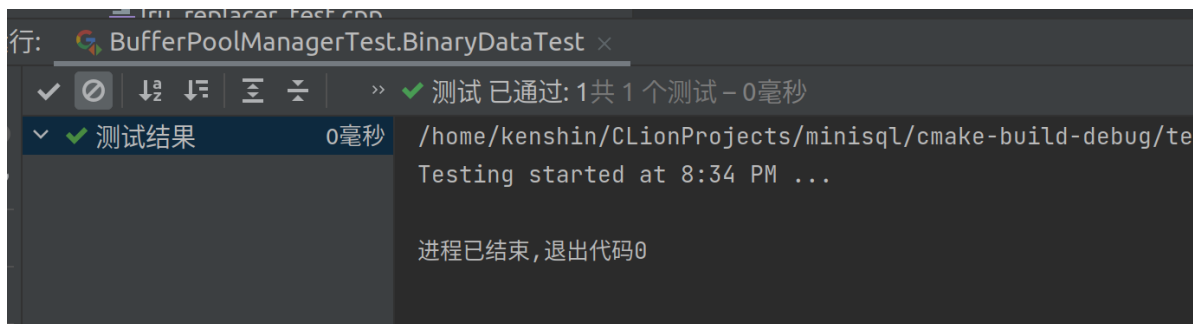 lru_replacer_test.cpp
行: BufferPoolManagerTest.BinaryDataTest ×
» 测试 已通过: 1共 1 个测试 – 0毫秒
测试结果 0毫秒
/home/kenshin/CLionProjects/minisql/cmake-build-debug/te
Testing started at 8:34 PM ...
进程已结束,退出代码0